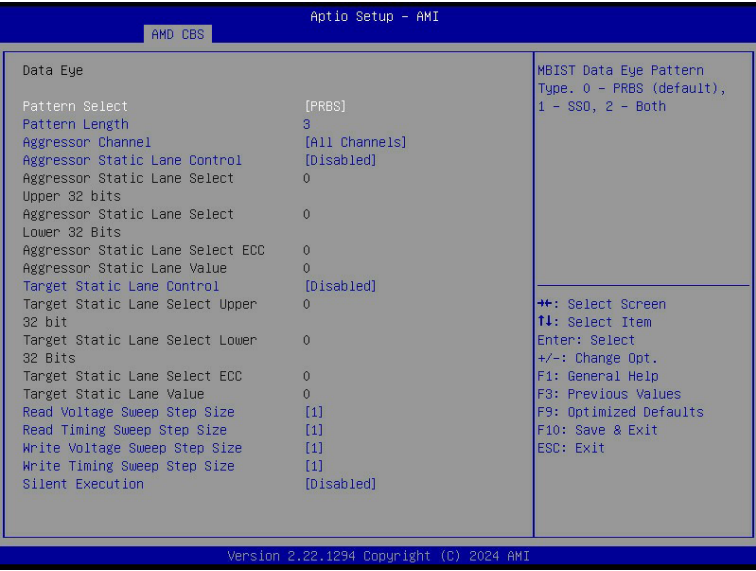 Aptio Setup - AMI
AMD CBS
Data Eye
Pattern Select [PRBS]
Pattern Length 3
Aggressor Channel [All Channels]
Aggressor Static Lane Control [Disabled]
Aggressor Static Lane Select 0
Upper 32 bits
Aggressor Static Lane Select 0
Lower 32 Bits
Aggressor Static Lane Select ECC 0
Aggressor Static Lane Value 0
Target Static Lane Control [Disabled]
Target Static Lane Select Upper 0
32 bit
Target Static Lane Select Lower 0
32 Bits
Target Static Lane Select ECC 0
Target Static Lane Value 0
Read Voltage Sweep Step Size [1]
Read Timing Sweep Step Size [1]
Write Voltage Sweep Step Size [1]
Write Timing Sweep Step Size [1]
Silent Execution [Disabled]
MBIST Data Eye Pattern
Type. 0 - PRBS (default),
1 - SSO, 2 - Both
→←: Select Screen
↑↓: Select Item
Enter: Select
+/-: Change Opt.
F1: General Help
F3: Previous Values
F9: Optimized Defaults
F10: Save & Exit
ESC: Exit
Version 2.22.1294 Copyright (C) 2024 AMI